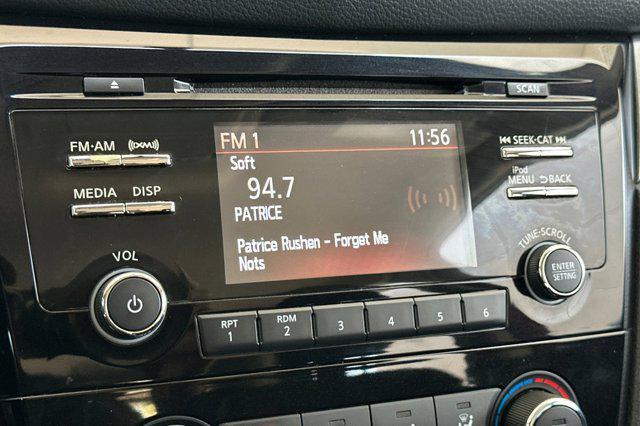 SCAN
FM·AM
(XM)
MEDIA DISP
VOL
FM 1 11:56
Soft
94.7
PATRICE
Patrice Rushen - Forget Me
Nots
SEEK·CAT
iPod
MENU BACK
TUNE·SCROLL
ENTER
SETTING
RPT RDM
1 2 3 4 5 6